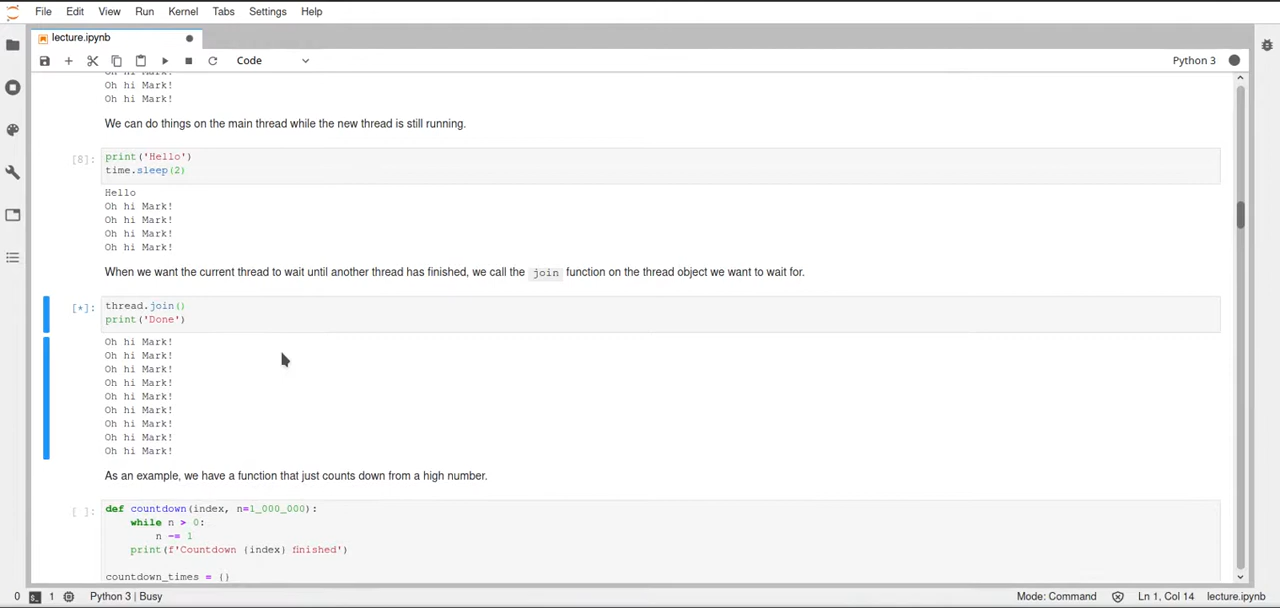 File Edit View Run Kernel Tabs Settings Help
lecture.ipynb
Code
Python 3
Oh hi Mark!
Oh hi Mark!
Oh hi Mark!
We can do things on the main thread while the new thread is still running.
[8]:
print('Hello')
time.sleep(2)
Hello
Oh hi Mark!
Oh hi Mark!
Oh hi Mark!
Oh hi Mark!
When we want the current thread to wait until another thread has finished, we call the join function on the thread object we want to wait for.
[*]:
thread.join()
print('Done')
Oh hi Mark!
Oh hi Mark!
Oh hi Mark!
Oh hi Mark!
Oh hi Mark!
Oh hi Mark!
Oh hi Mark!
Oh hi Mark!
Oh hi Mark!
As an example, we have a function that just counts down from a high number.
[ ]:
def countdown(index, n=1_000_000):
while n > 0:
n -= 1
print(f'Countdown {index} finished')
countdown_times = {}
0 1 Python 3 | Busy Mode: Command Ln 1, Col 14 lecture.ipynb